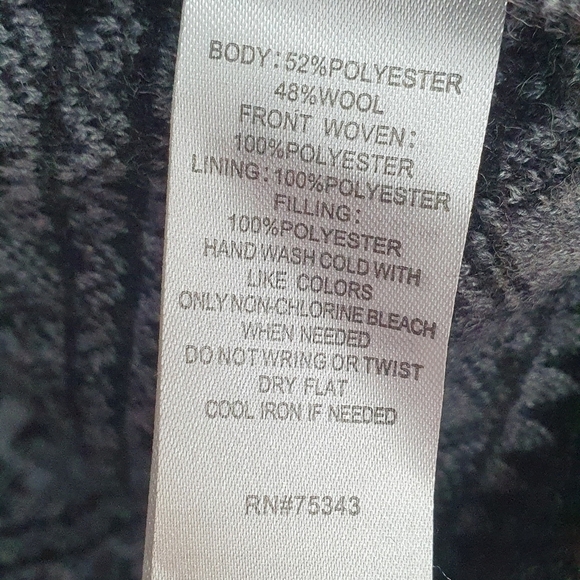 BODY:52%POLYESTER
48%WOOL
FRONT WOVEN:
100%POLYESTER
LINING:100%POLYESTER
FILLING:
100%POLYESTER
HAND WASH COLD WITH
LIKE COLORS
ONLY NON-CHLORINE BLEACH
WHEN NEEDED
DO NOT WRING OR TWIST
DRY FLAT
COOL IRON IF NEEDED
RN#75343